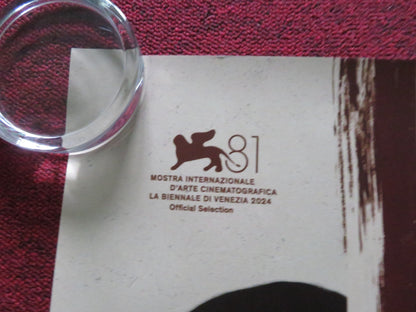 81
MOSTRA INTERNAZIONALE
D'ARTE CINEMATOGRAFICA
LA BIENNALE DI VENEZIA 2024
Official Selection